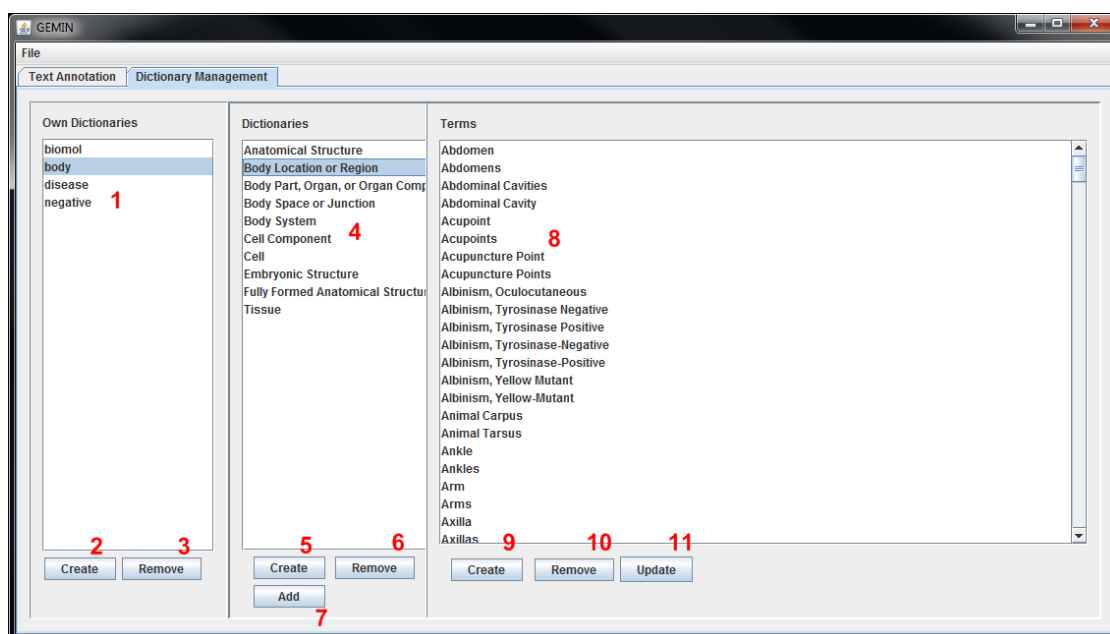 GEMIN
File
Text Annotation Dictionary Management
Own Dictionaries
biomol
body
disease
negative
1
2 3
Create Remove
Dictionaries
Anatomical Structure
Body Location or Region
Body Part, Organ, or Organ Comp
Body Space or Junction
Body System
Cell Component
4
Cell
Embryonic Structure
Fully Formed Anatomical Structu
Tissue
5 6
Create Remove
Add
7
Terms
Abdomen
Abdomens
Abdominal Cavities
Abdominal Cavity
Acupoint
Acupoints
8
Acupuncture Point
Acupuncture Points
Albinism, Oculocutaneous
Albinism, Tyrosinase Negative
Albinism, Tyrosinase Positive
Albinism, Tyrosinase-Negative
Albinism, Tyrosinase-Positive
Albinism, Yellow Mutant
Albinism, Yellow-Mutant
Animal Carpus
Animal Tarsus
Ankle
Ankles
Arm
Arms
Axilla
Axillas
9 10 11
Create Remove Update